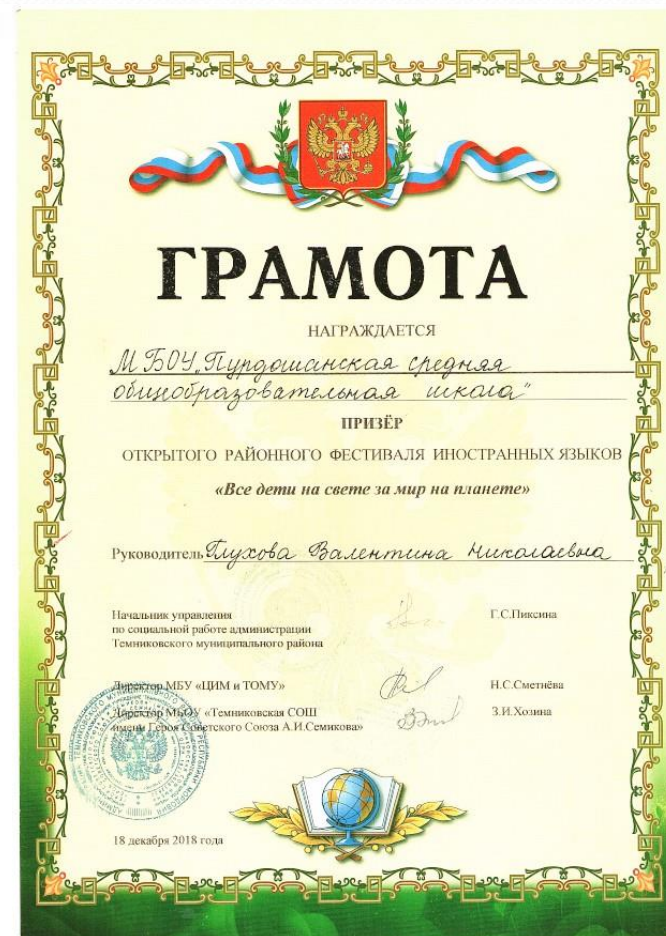 ГРАМОТА
НАГРАЖДАЕТСЯ
МБОУ „Пурдошанская средняя
общеобразовательная школа"
ПРИЗЁР
ОТКРЫТОГО РАЙОННОГО ФЕСТИВАЛЯ ИНОСТРАННЫХ ЯЗЫКОВ
«Все дети на свете за мир на планете»
Руководитель Глухова Валентина Николаевна
Начальник управления
по социальной работе администрации
Темниковского муниципального района
Г.С.Пиксина
Директор МБУ «ЦИМ и ТОМУ»
Н.С.Сметнёва
Директор МБОУ «Темниковская СОШ
имени Героя Советского Союза А.И.Семикова»
З.И.Хозина
18 декабря 2018 года